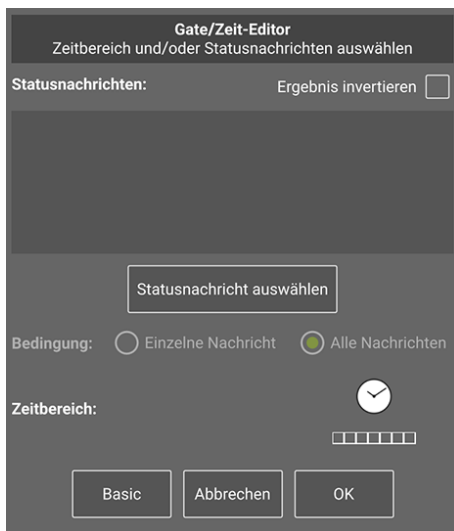 Gate/Zeit-Editor
Zeitbereich und/oder Statusnachrichten auswählen
Statusnachrichten: Ergebnis invertieren
Statusnachricht auswählen
Bedingung: Einzelne Nachricht Alle Nachrichten
Zeitbereich:
Basic Abbrechen OK